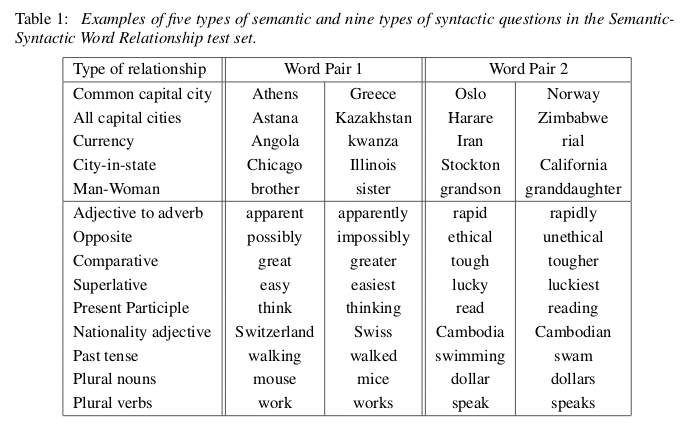 Table 1: Examples of five types of semantic and nine types of syntactic questions in the Semantic-
Syntactic Word Relationship test set.
Type of relationship Word Pair 1 Word Pair 2
Common capital city Athens Greece Oslo Norway
All capital cities Astana Kazakhstan Harare Zimbabwe
Currency Angola kwanza Iran rial
City-in-state Chicago Illinois Stockton California
Man-Woman brother sister grandson granddaughter
Adjective to adverb apparent apparently rapid rapidly
Opposite possibly impossibly ethical unethical
Comparative great greater tough tougher
Superlative easy easiest lucky luckiest
Present Participle think thinking read reading
Nationality adjective Switzerland Swiss Cambodia Cambodian
Past tense walking walked swimming swam
Plural nouns mouse mice dollar dollars
Plural verbs work works speak speaks